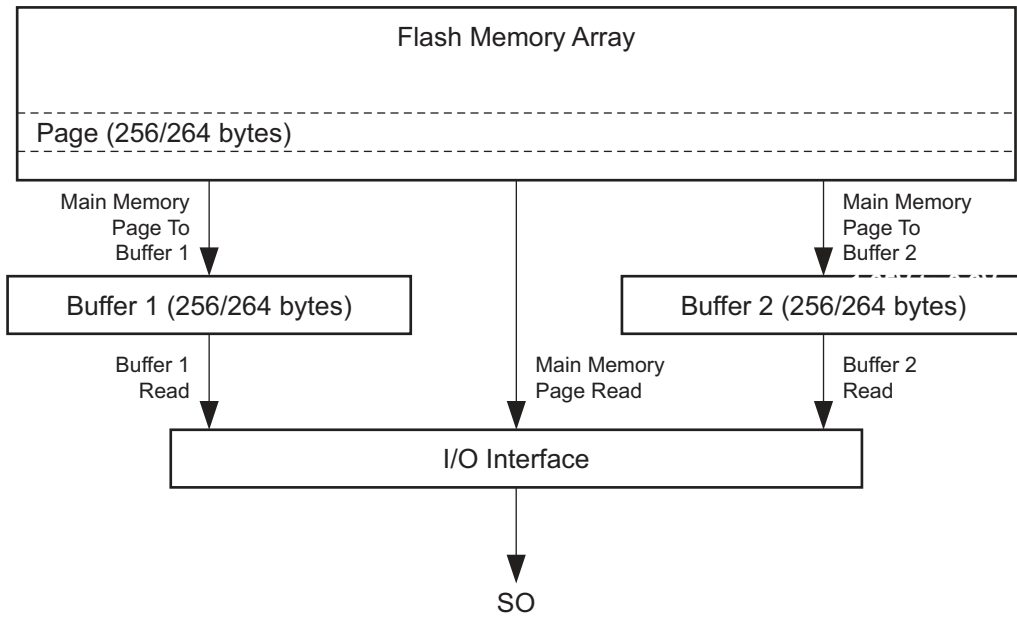 Flash Memory Array
Page (256/264 bytes)
Main Memory
Page To
Buffer 1
Main Memory
Page To
Buffer 2
Buffer 1 (256/264 bytes)
Buffer 2 (256/264 bytes)
Buffer 1
Read
Main Memory
Page Read
Buffer 2
Read
I/O Interface
SO